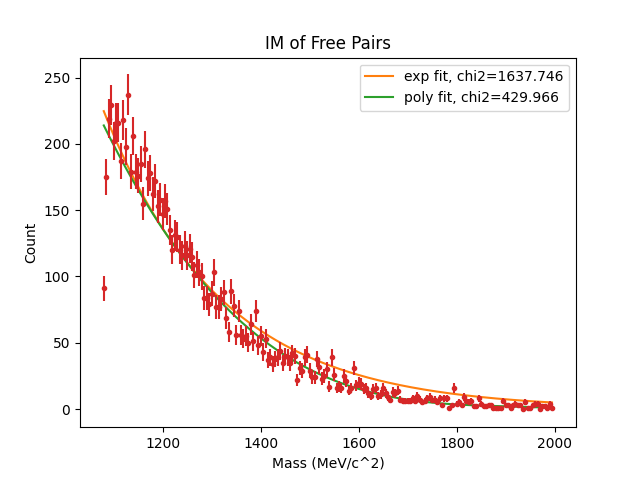 IM of Free Pairs
exp fit, chi2=1637.746
poly fit, chi2=429.966
250
200
150
100
50
0
Count
1200 1400 1600 1800 2000
Mass (MeV/c^2)